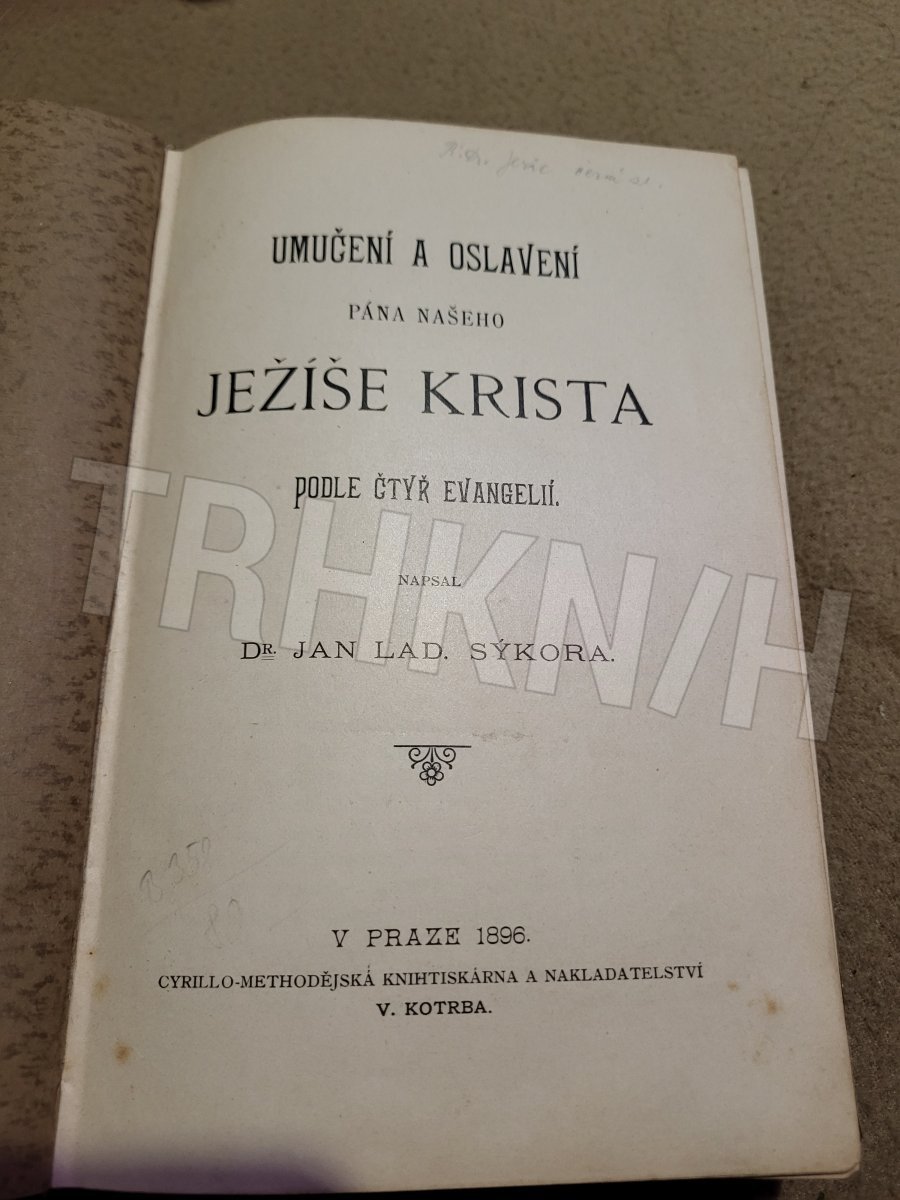 UMUČENÍ A OSLAVENÍ
PÁNA NAŠEHO
JEŽÍŠE KRISTA
PODLE ČTYŘ EVANGELIÍ.
NAPSAL
DR. JAN LAD. SÝKORA.
V PRAZE 1896.
CYRILLO-METHODĚJSKÁ KNIHTISKÁRNA A NAKLADATELSTVÍ
V. KOTRBA.
TRHKNIH